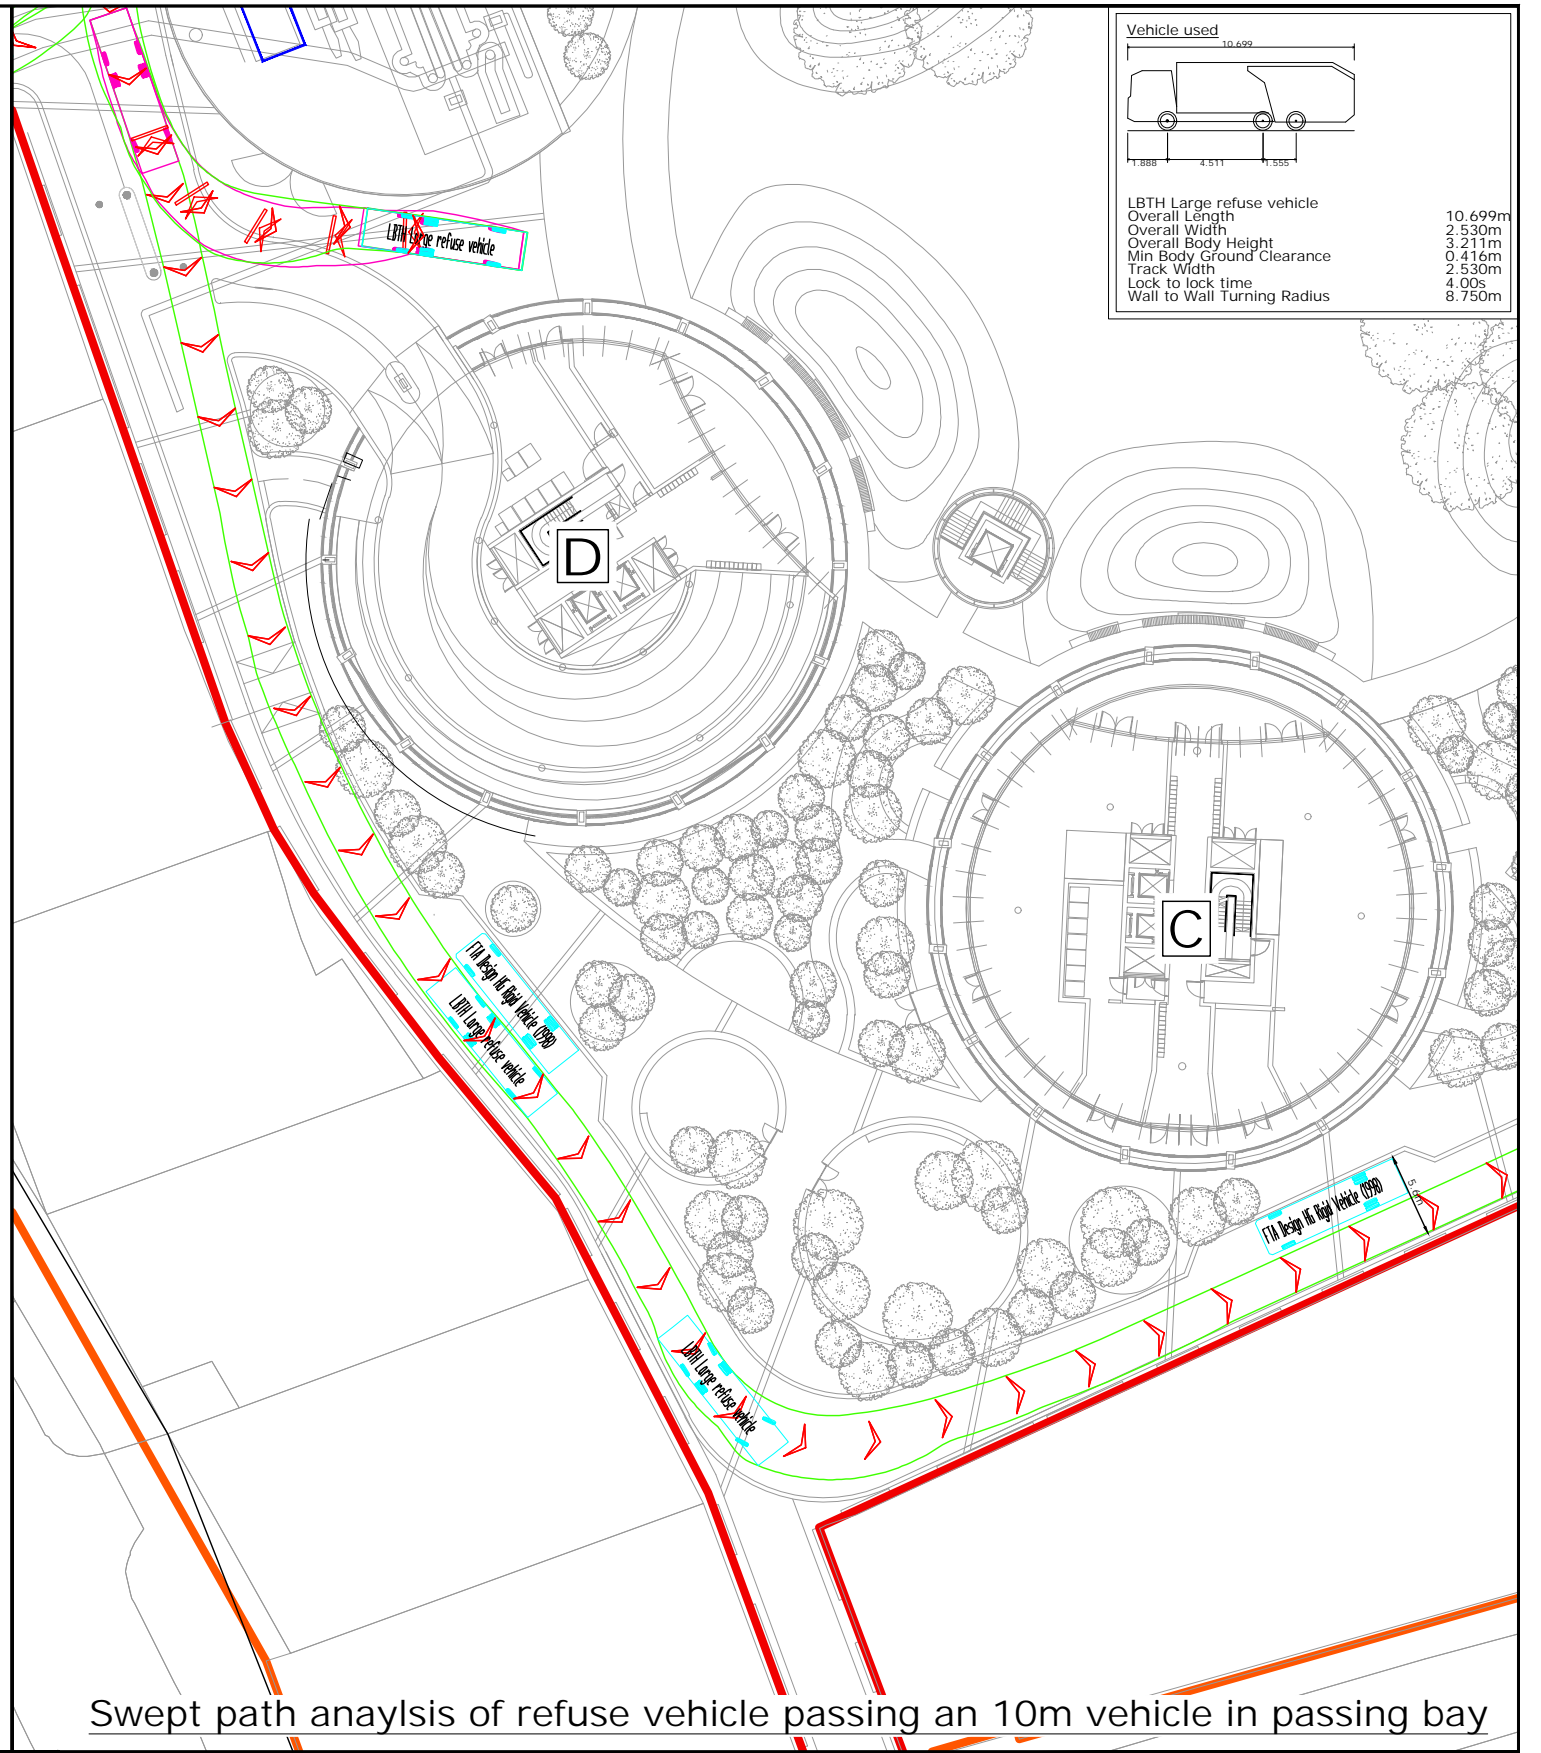 Vehicle used
10.699
1.888 4.511 1.555
LBTH Large refuse vehicle
Overall Length 10.699m
Overall Width 2.530m
Overall Body Height 3.211m
Min Body Ground Clearance 0.416m
Track Width 2.530m
Lock to lock time 4.00s
Wall to Wall Turning Radius 8.750m
LBTH Large refuse vehicle
D
C
FTA Design HG Rigid Vehicle (1998)
LBTH Large refuse vehicle
FTA Design HG Rigid Vehicle (1998)
LBTH Large refuse vehicle
Swept path anaylsis of refuse vehicle passing an 10m vehicle in passing bay